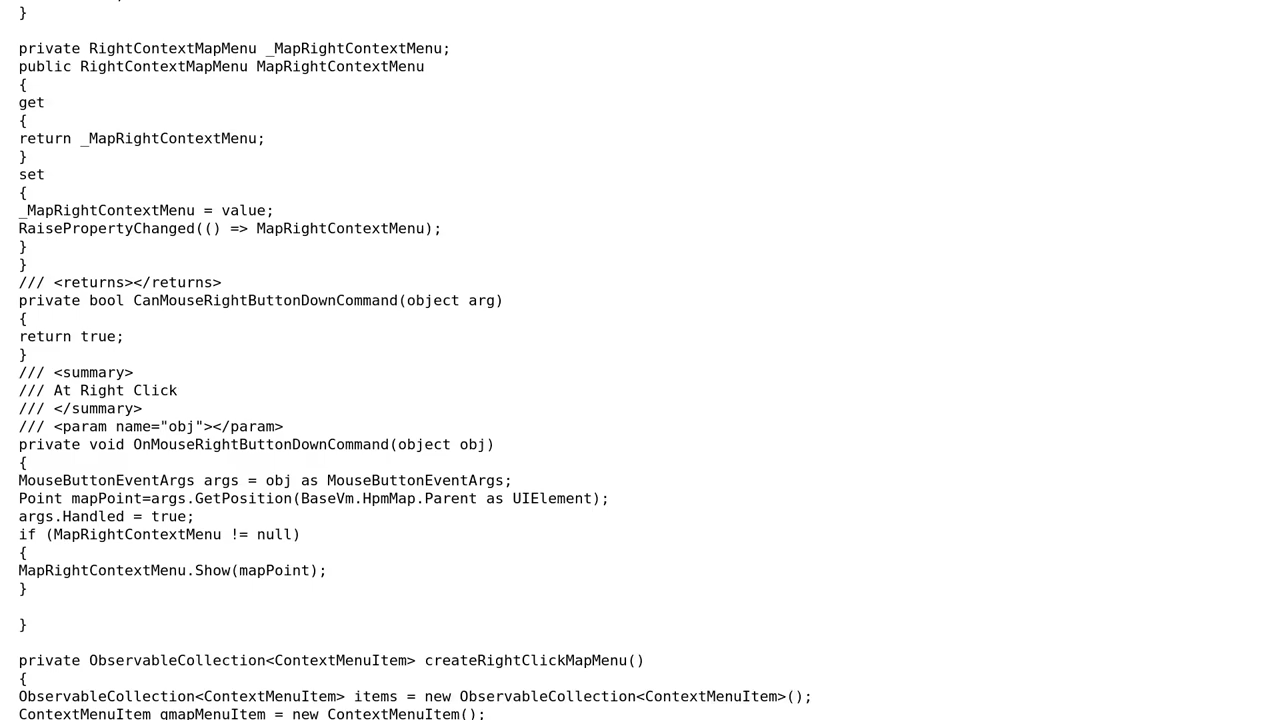 }
private RightContextMapMenu _MapRightContextMenu;
public RightContextMapMenu MapRightContextMenu
{
get
{
return _MapRightContextMenu;
}
set
{
_MapRightContextMenu = value;
RaisePropertyChanged(() => MapRightContextMenu);
}
}
/// <returns></returns>
private bool CanMouseRightButtonDownCommand(object arg)
{
return true;
}
/// <summary>
/// At Right Click
/// </summary>
/// <param name="obj"></param>
private void OnMouseRightButtonDownCommand(object obj)
{
MouseButtonEventArgs args = obj as MouseButtonEventArgs;
Point mapPoint=args.GetPosition(BaseVm.HpmMap.Parent as UIElement);
args.Handled = true;
if (MapRightContextMenu != null)
{
MapRightContextMenu.Show(mapPoint);
}
}
private ObservableCollection<ContextMenuItem> createRightClickMapMenu()
{
ObservableCollection<ContextMenuItem> items = new ObservableCollection<ContextMenuItem>();
ContextMenuItem gmapMenuItem = new ContextMenuItem();